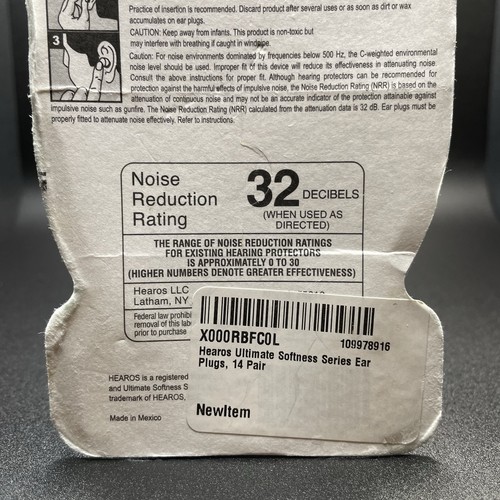 Practice of insertion is recommended. Discard product after several uses or as soon as dirt or wax
accumulates on ear plugs.
CAUTION: Keep away from infants. This product is non-toxic but
may interfere with breathing if caught in windpipe.
3
Caution: For noise environments dominated by frequencies below 500 Hz, the C-weighted environmental
noise level should be used. Improper fit of this device will reduce its effectiveness in attenuating noise.
Consult the above instructions for proper fit. Although hearing protectors can be recommended for
protection against the harmful effects of impulsive noise, the Noise Reduction Rating (NRR) is based on the
attenuation of continuous noise and may not be an accurate indicator of the protection attainable against
impulsive noise such as gunfire. The Noise Reduction Rating (NRR) calculated from the attenuation data is 32 dB. Ear plugs must be
properly fitted to attenuate noise effectively. Refer to instructions.
Noise
Reduction
Rating
32 DECIBELS
(WHEN USED AS
DIRECTED)
THE RANGE OF NOISE REDUCTION RATINGS
FOR EXISTING HEARING PROTECTORS
IS APPROXIMATELY 0 TO 30
(HIGHER NUMBERS DENOTE GREATER EFFECTIVENESS)
Hearos LLC
Latham, NY
Federal law prohibi
removal of this lab
prior to purchase
X000RBFC0L
109978916
Hearos Ultimate Softness Series Ear
Plugs, 14 Pair
NewItem
HEAROS is a registered
and Ultimate Softness S
trademark of HEAROS,
Made in Mexico